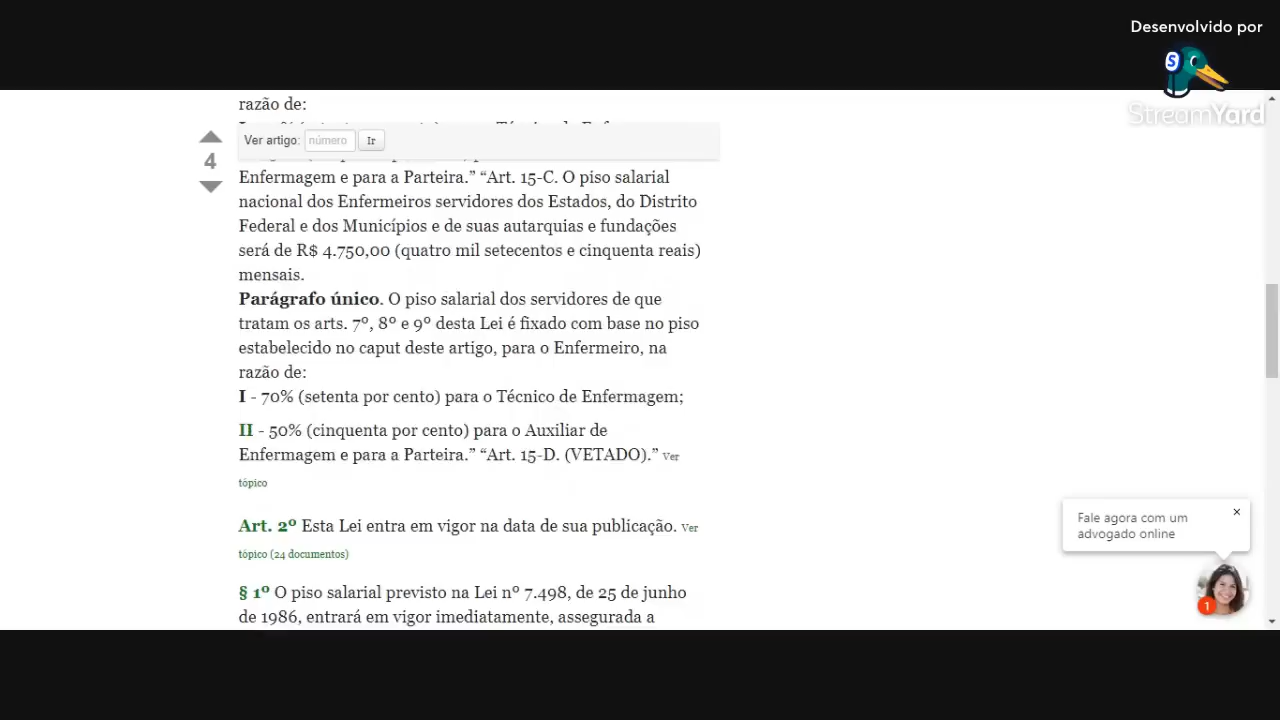 Desenvolvido por
StreamYard
razão de:
Ver artigo: número Ir
4
Enfermagem e para a Parteira.” “Art. 15-C. O piso salarial
nacional dos Enfermeiros servidores dos Estados, do Distrito
Federal e dos Municípios e de suas autarquias e fundações
será de R$ 4.750,00 (quatro mil setecentos e cinquenta reais)
mensais.
Parágrafo único. O piso salarial dos servidores de que
tratam os arts. 7º, 8º e 9º desta Lei é fixado com base no piso
estabelecido no caput deste artigo, para o Enfermeiro, na
razão de:
I - 70% (setenta por cento) para o Técnico de Enfermagem;
II - 50% (cinquenta por cento) para o Auxiliar de
Enfermagem e para a Parteira.” “Art. 15-D. (VETADO).” Ver
tópico
Art. 2º Esta Lei entra em vigor na data de sua publicação. Ver
tópico (24 documentos)
§ 1º O piso salarial previsto na Lei nº 7.498, de 25 de junho
de 1986, entrará em vigor imediatamente, assegurada a
Fale agora com um
advogado online
1